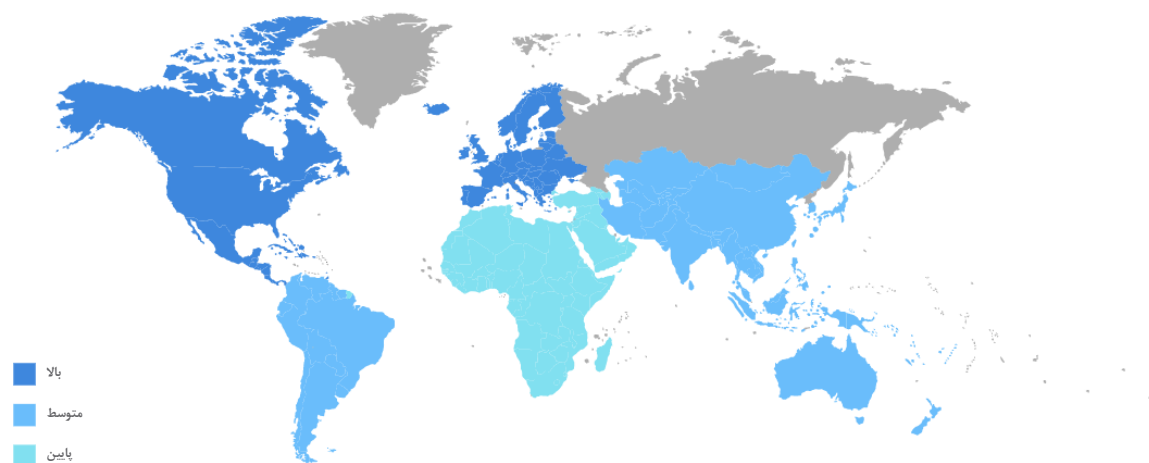 بالا
متوسط
پایین